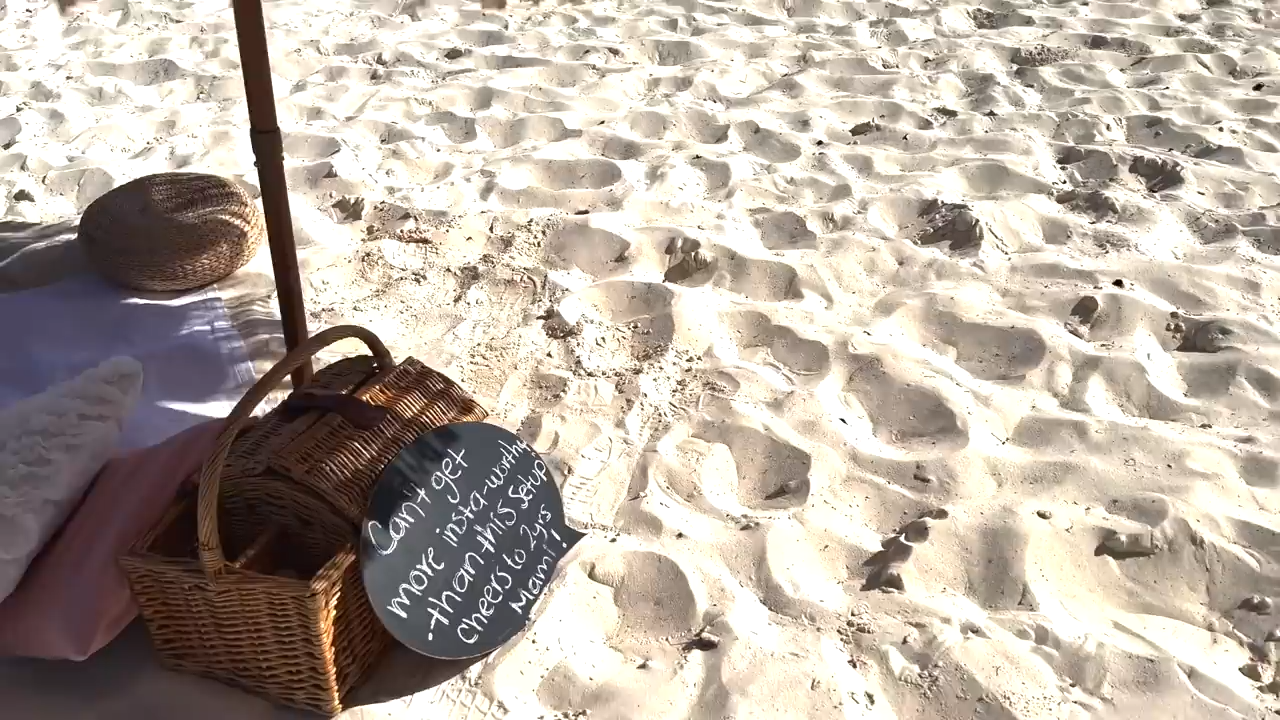 Can't get
more insta-worthy
than this setup
Cheers to 2yrs
Mami!